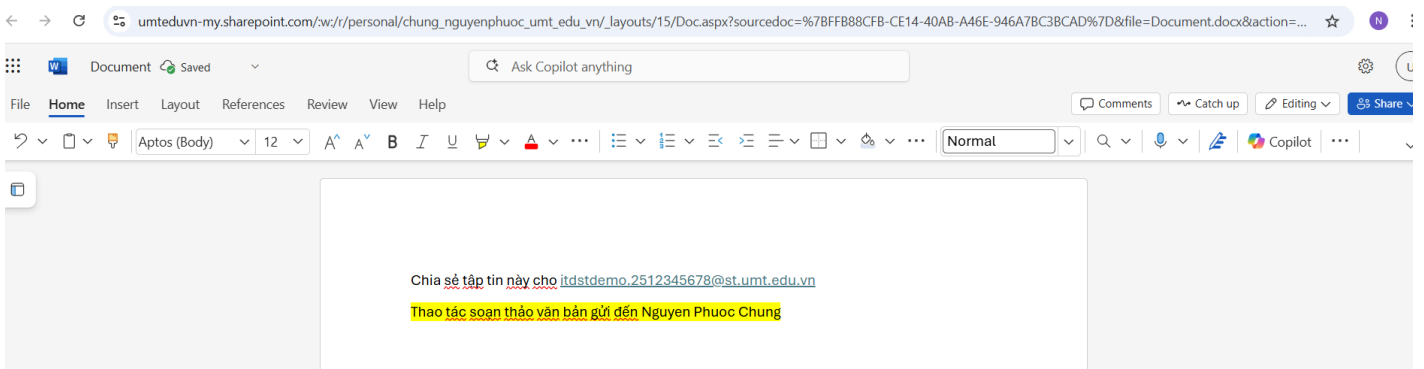 umteduvn-my.sharepoint.com/:w:/r/personal/chung_nguyenphuoc_umt_edu_vn/_layouts/15/Doc.aspx?sourcedoc=%7BFFB88CFB-CE14-40AB-A46E-946A7BC3BCAD%7D&file=Document.docx&action=... N
W Document Saved Ask Copilot anything
File Home Insert Layout References Review View Help Comments Catch up Editing Share
Aptos (Body) 12 A A B I U A ... ... Normal Copilot ...
Chia sẻ tập tin này cho itdstdemo.2512345678@st.umt.edu.vn
Thao tác soạn thảo văn bản gửi đến Nguyen Phuoc Chung